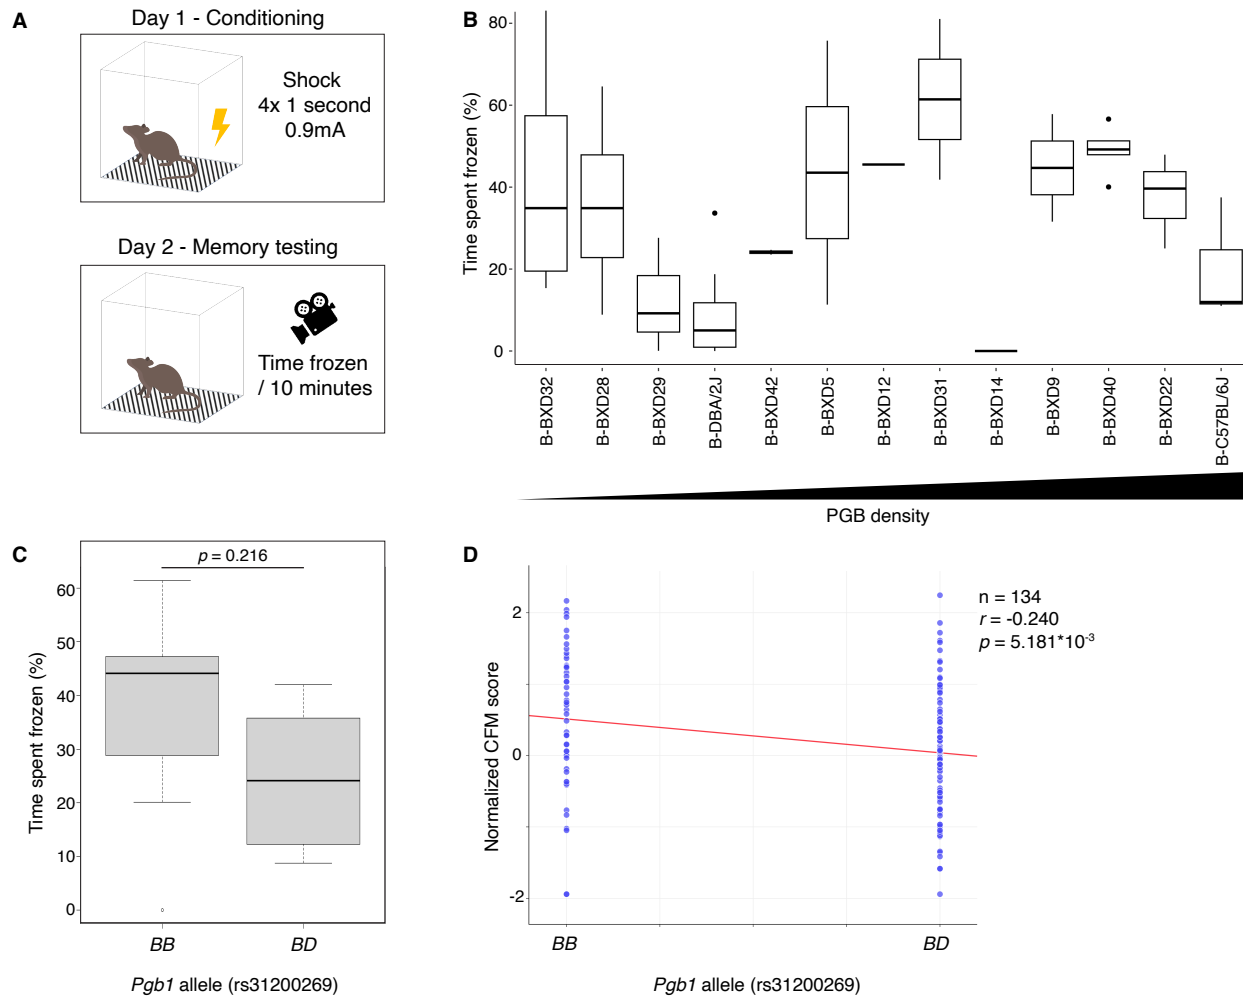 A
Day 1 - Conditioning
Shock
4x 1 second
0.9mA
Day 2 - Memory testing
Time frozen
/ 10 minutes
B
Time spent frozen (%)
80
60
40
20
0
B-BXD32
B-BXD28
B-BXD29
B-DBA/2J
B-BXD42
B-BXD5
B-BXD12
B-BXD31
B-BXD14
B-BXD9
B-BXD40
B-BXD22
B-C57BL/6J
PGB density
C
p = 0.216
Time spent frozen (%)
60
50
40
30
20
10
0
BB
BD
Pgb1 allele (rs31200269)
D
n = 134
r = -0.240
p = 5.181*10⁻³
Normalized CFM score
2
0
-2
BB
BD
Pgb1 allele (rs31200269)